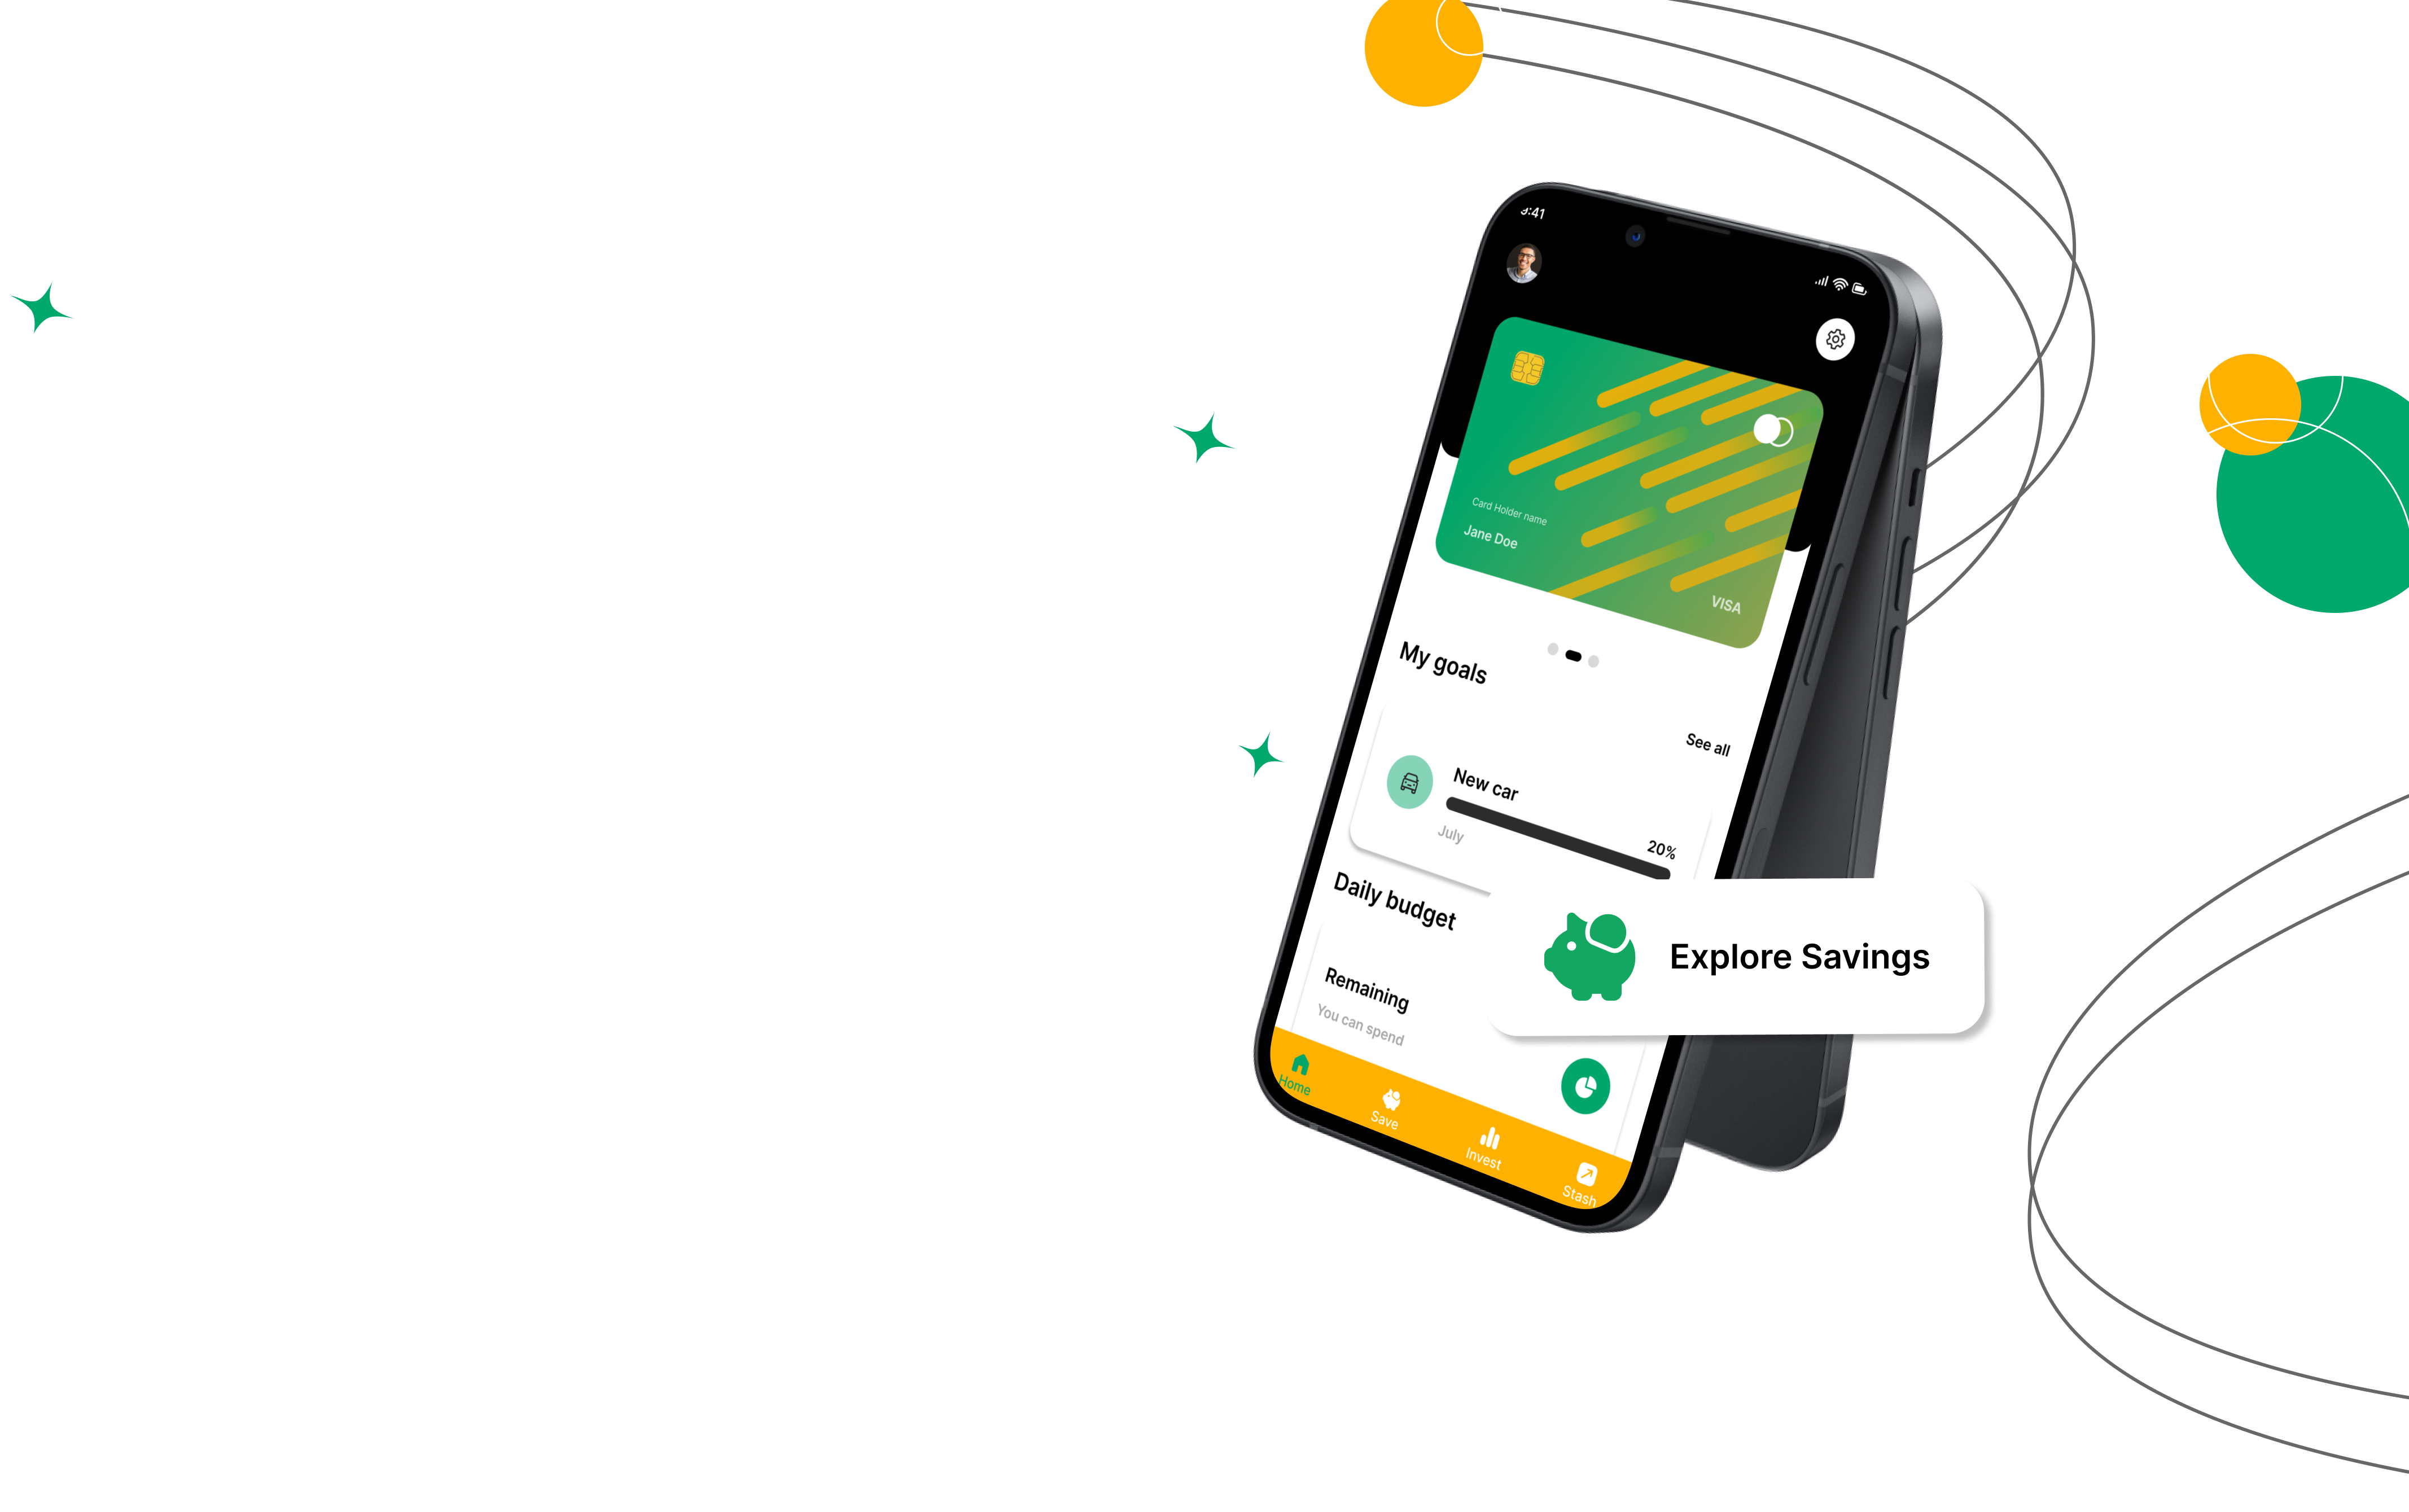 9:41
Card Holder name
Jane Doe
VISA
My goals
See all
New car
20%
July
Daily budget
Explore Savings
Remaining
You can spend
Home
Save
Invest
Stash